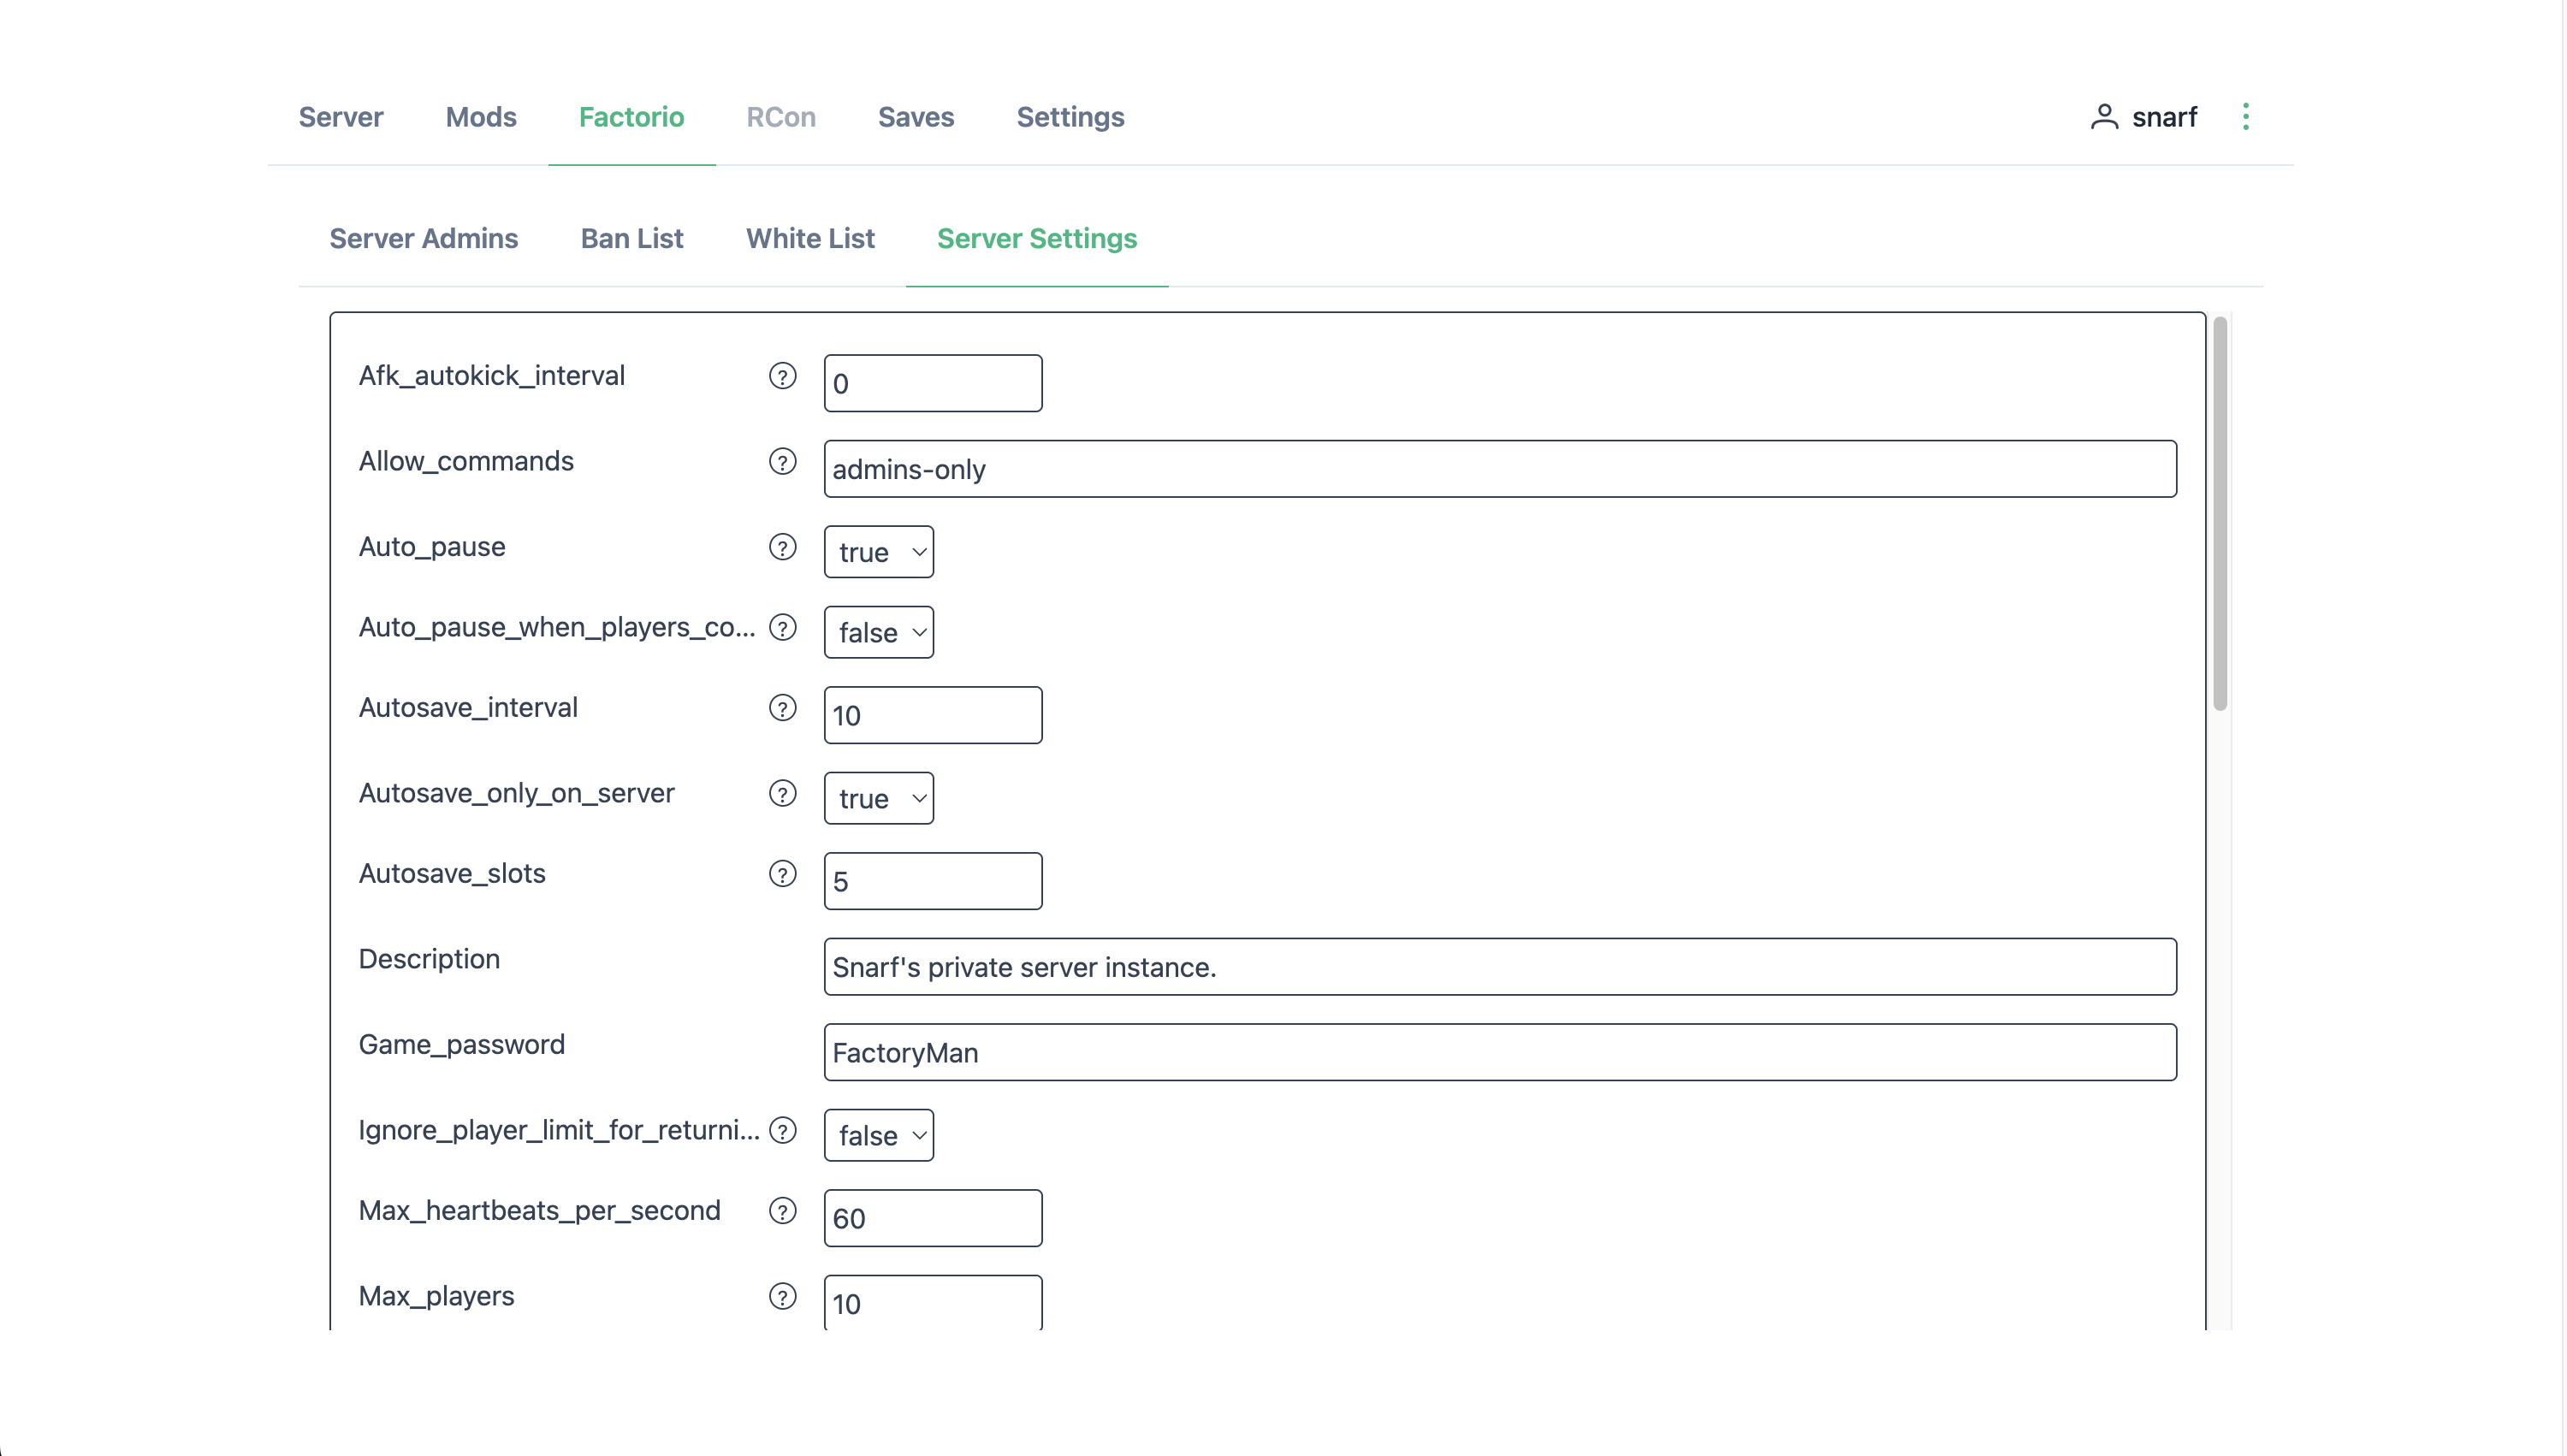 Server Mods Factorio RCon Saves Settings snarf
Server Admins Ban List White List Server Settings
Afk_autokick_interval ? 0
Allow_commands ? admins-only
Auto_pause ? true
Auto_pause_when_players_co... ? false
Autosave_interval ? 10
Autosave_only_on_server ? true
Autosave_slots ? 5
Description Snarf's private server instance.
Game_password FactoryMan
Ignore_player_limit_for_returni... ? false
Max_heartbeats_per_second ? 60
Max_players ? 10